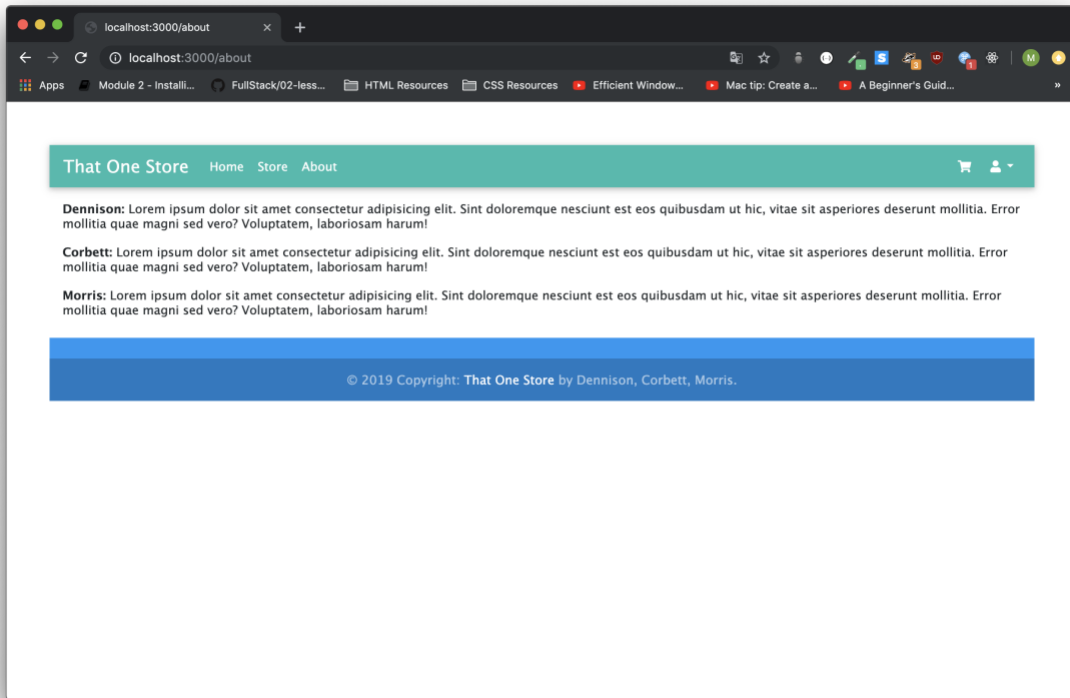 localhost:3000/about
localhost:3000/about
Apps Module 2 - Installi... FullStack/02-less... HTML Resources CSS Resources Efficient Window... Mac tip: Create a... A Beginner's Guid... »
That One Store Home Store About
Dennison: Lorem ipsum dolor sit amet consectetur adipisicing elit. Sint doloremque nesciunt est eos quibusdam ut hic, vitae sit asperiores deserunt mollitia. Error
mollitia quae magni sed vero? Voluptatem, laboriosam harum!
Corbett: Lorem ipsum dolor sit amet consectetur adipisicing elit. Sint doloremque nesciunt est eos quibusdam ut hic, vitae sit asperiores deserunt mollitia. Error
mollitia quae magni sed vero? Voluptatem, laboriosam harum!
Morris: Lorem ipsum dolor sit amet consectetur adipisicing elit. Sint doloremque nesciunt est eos quibusdam ut hic, vitae sit asperiores deserunt mollitia. Error
mollitia quae magni sed vero? Voluptatem, laboriosam harum!
© 2019 Copyright: That One Store by Dennison, Corbett, Morris.